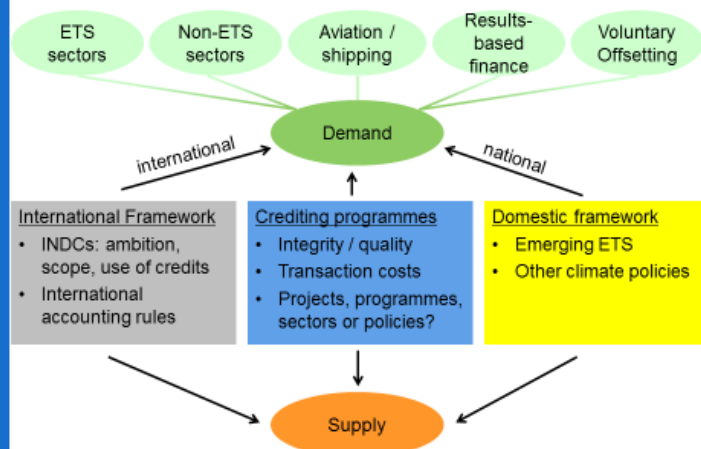 ETS
sectors
Non-ETS
sectors
Aviation /
shipping
Results-
based
finance
Voluntary
Offsetting
Demand
international
national
International Framework
• INDCs: ambition,
scope, use of credits
• International
accounting rules
Crediting programmes
• Integrity / quality
• Transaction costs
• Projects, programmes,
sectors or policies?
Domestic framework
• Emerging ETS
• Other climate policies
Supply